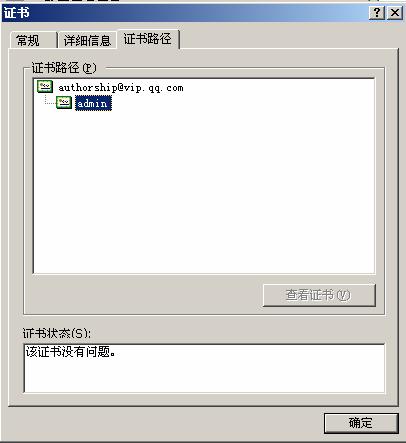 证书
常规
详细信息
证书路径
证书路径(P)
authorship@vip.qq.com
admin
查看证书(V)
证书状态(S):
该证书没有问题。
确定